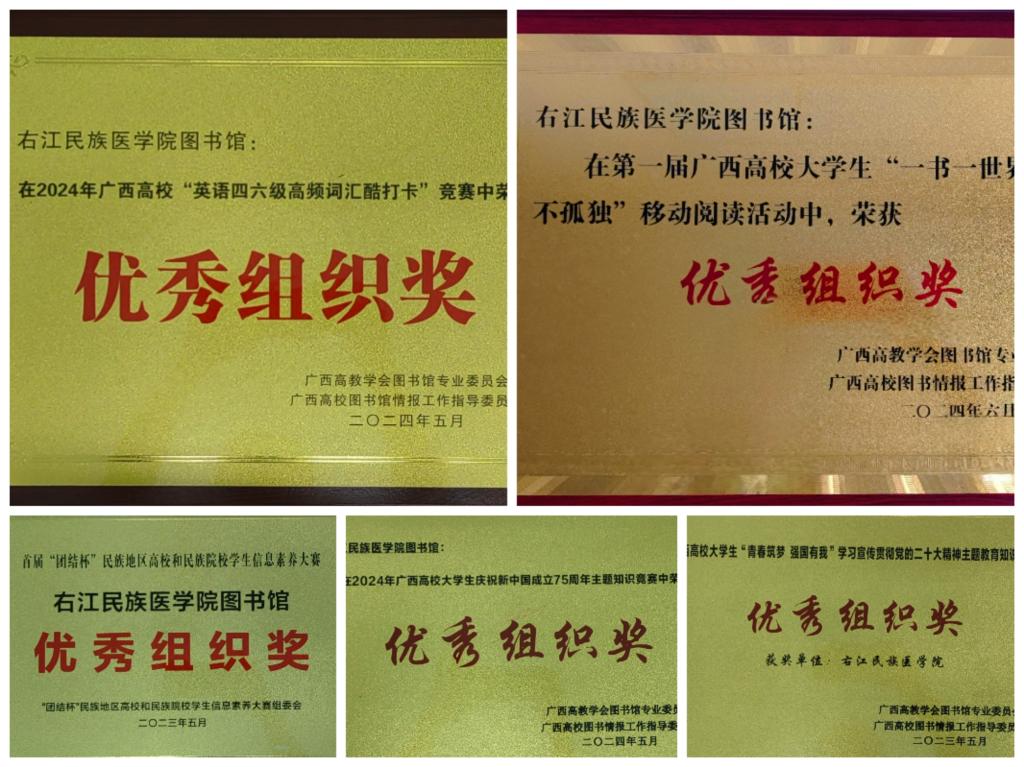 右江民族医学院图书馆：
在2024年广西高校“英语四六级高频词汇酷打卡”竞赛中荣
优秀组织奖
广西高教学会图书馆专业委员会
广西高校图书馆情报工作指导委员
二〇二四年五月
右江民族医学院图书馆：
在第一届广西高校大学生“一书一世界
不孤独”移动阅读活动中，荣获
优秀组织奖
广西高教学会图书馆专业
广西高校图书情报工作指
二〇二四年六月
首届“团结杯”民族地区高校和民族院校学生信息素养大赛
右江民族医学院图书馆
优秀组织奖
“团结杯”民族地区高校和民族院校学生信息素养大赛组委会
二〇二三年五月
民族医学院图书馆：
在2024年广西高校大学生庆祝新中国成立75周年主题知识竞赛中荣
优秀组织奖
广西高教学会图书馆专业委员
广西高校图书馆情报工作指导委
二〇二四年五月
高校大学生“青春筑梦 强国有我”学习宣传贯彻党的二十大精神主题教育知识
优秀组织奖
获奖单位：右江民族医学院
广西高教学会图书馆专业委员
广西高校图书馆情报工作指导委员
二〇二三年五月